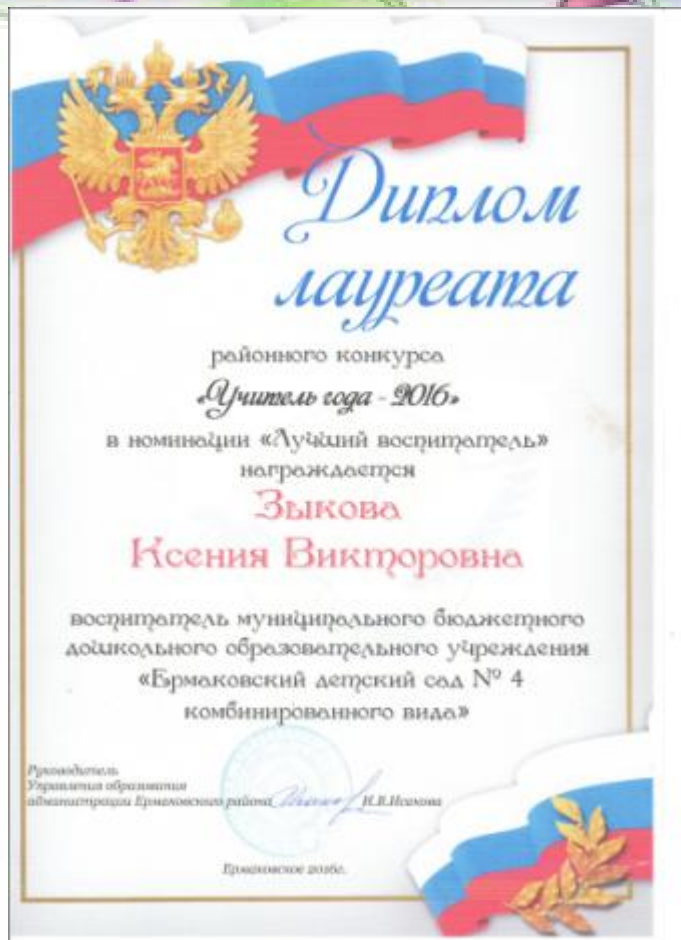 Диплом
лауреата
районного конкурса
«Учитель года - 2016»
в номинации «Лучший воспитатель»
награждается
Зыкова
Ксения Викторовна
воспитатель муниципального бюджетного
дошкольного образовательного учреждения
«Ермаковский детский сад № 4
комбинированного вида»
Руководитель
Управления образования
администрации Ермаковского района И.В.Исакова
Ермаковское 2016г.